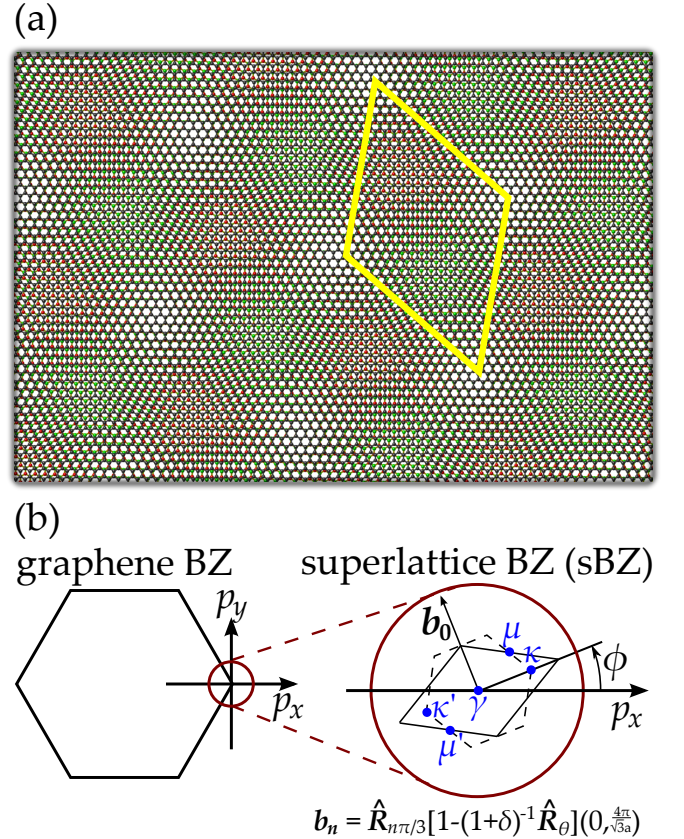 (a)
(b)
graphene BZ
superlattice BZ (sBZ)
p_y
p_x
b_0
μ
κ
ϕ
γ
p_x
κ'
μ'
b_n = R̂_{nπ/3}[1-(1+δ)^{-1} R̂_θ](0, 4π/√3a)